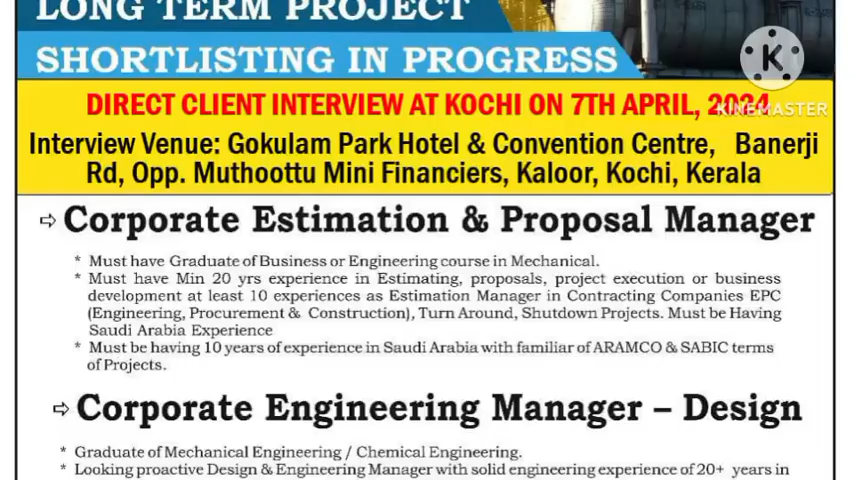 LONG TERM PROJECT
SHORTLISTING IN PROGRESS
K
KINEMASTER
DIRECT CLIENT INTERVIEW AT KOCHI ON 7TH APRIL, 2024
Interview Venue: Gokulam Park Hotel & Convention Centre, Banerji
Rd, Opp. Muthoottu Mini Financiers, Kaloor, Kochi, Kerala
⇨ Corporate Estimation & Proposal Manager
* Must have Graduate of Business or Engineering course in Mechanical.
* Must have Min 20 yrs experience in Estimating, proposals, project execution or business
development at least 10 experiences as Estimation Manager in Contracting Companies EPC
(Engineering, Procurement & Construction), Turn Around, Shutdown Projects. Must be Having
Saudi Arabia Experience
* Must be having 10 years of experience in Saudi Arabia with familiar of ARAMCO & SABIC terms
of Projects.
⇨ Corporate Engineering Manager – Design
* Graduate of Mechanical Engineering / Chemical Engineering.
* Looking proactive Design & Engineering Manager with solid engineering experience of 20+ years in